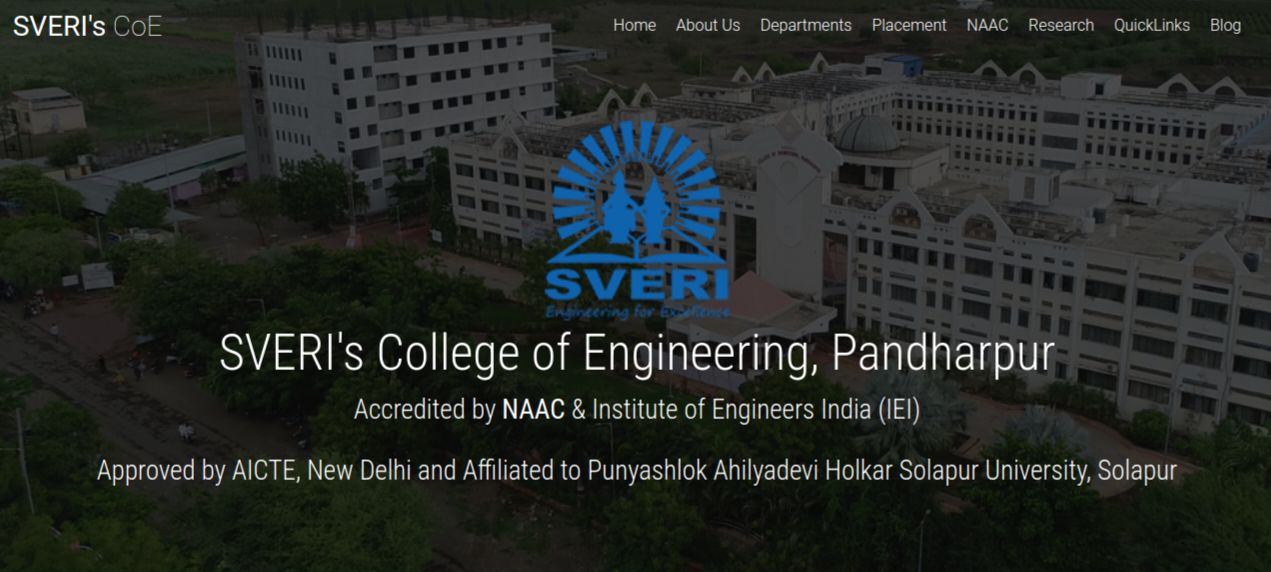 SVERI's CoE
Home About Us Departments Placement NAAC Research QuickLinks Blog
SVERI
Engineering for Excellence
SVERI's College of Engineering, Pandharpur
Accredited by NAAC & Institute of Engineers India (IEI)
Approved by AICTE, New Delhi and Affiliated to Punyashlok Ahilyadevi Holkar Solapur University, Solapur